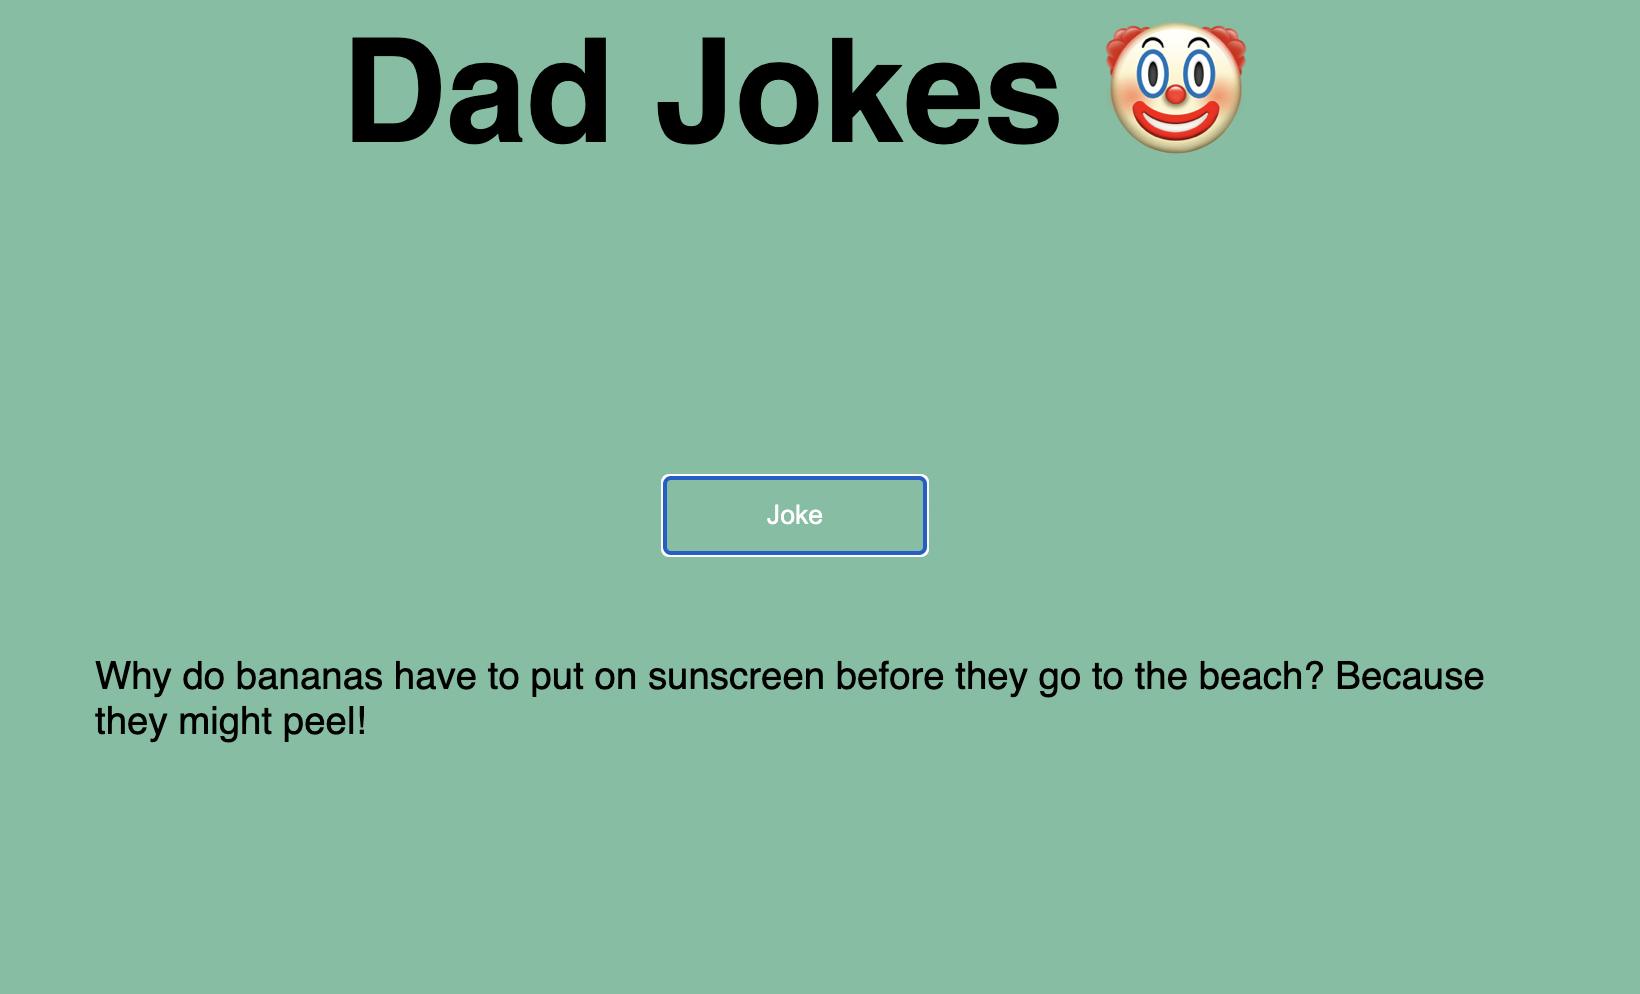 Dad Jokes 🤡
Joke
Why do bananas have to put on sunscreen before they go to the beach? Because
they might peel!